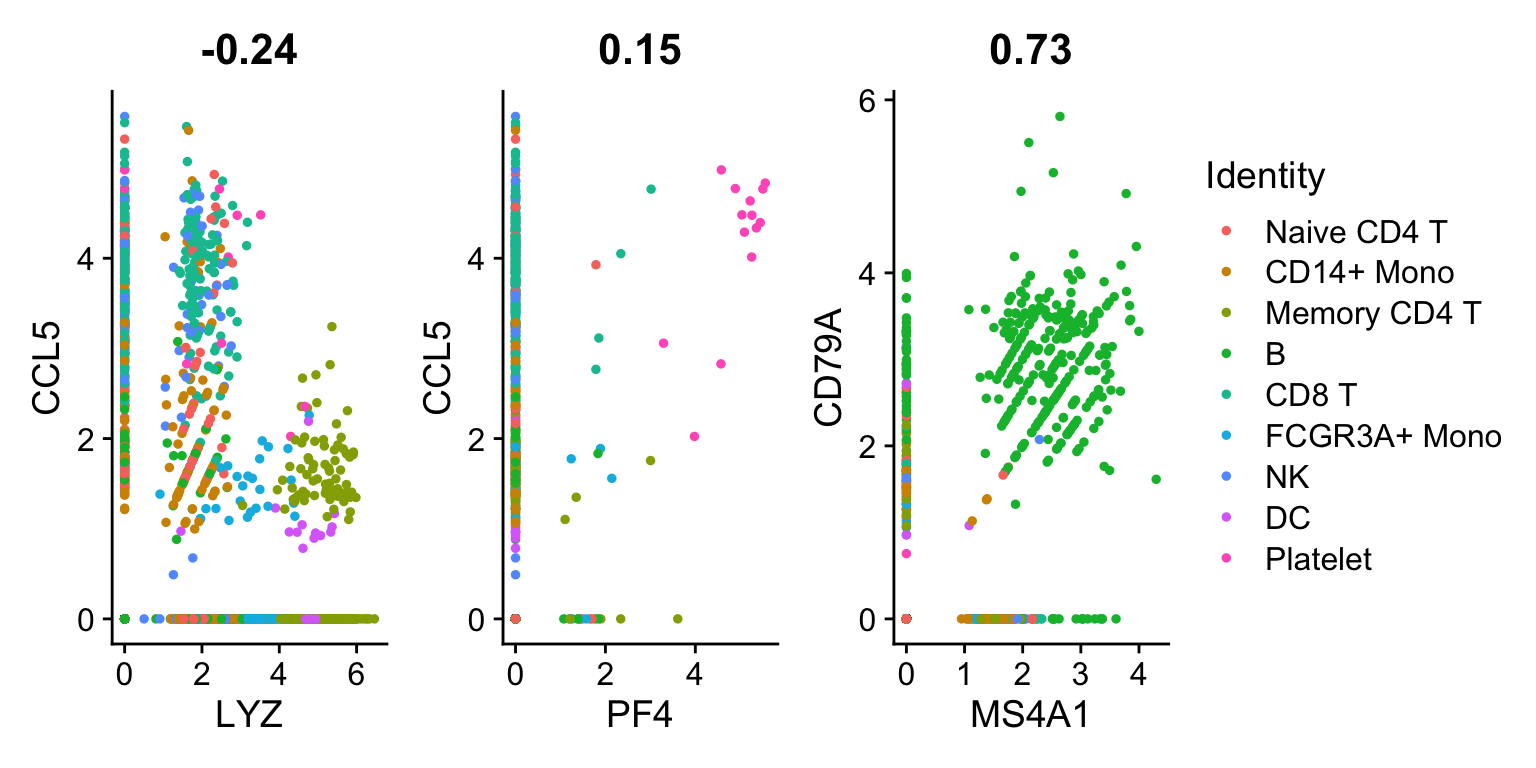 -0.24
CCL5
4
2
0
0 2 4 6
LYZ
0.15
CCL5
4
2
0
0 2 4
PF4
0.73
CD79A
6
4
2
0
0 1 2 3 4
MS4A1
Identity
Naive CD4 T
CD14+ Mono
Memory CD4 T
B
CD8 T
FCGR3A+ Mono
NK
DC
Platelet